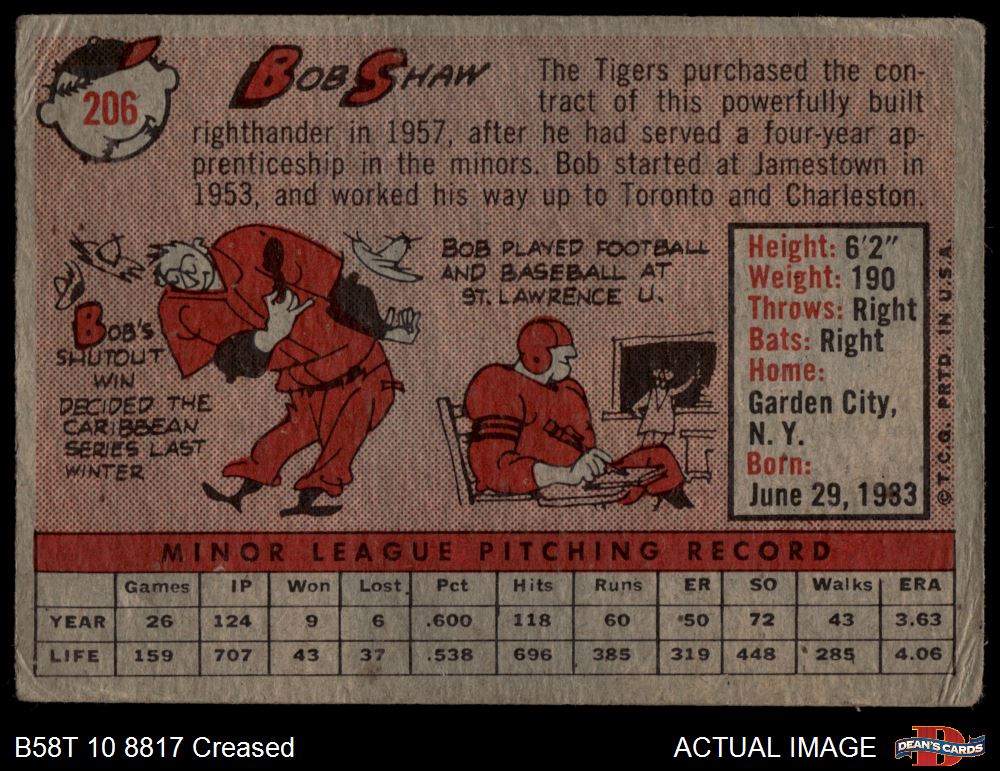 206
BOB SHAW
The Tigers purchased the con-
tract of this powerfully built
righthander in 1957, after he had served a four-year ap-
prenticeship in the minors. Bob started at Jamestown in
1953, and worked his way up to Toronto and Charleston.
BOB'S
SHUTOUT
WIN
DECIDED THE
CARIBBEAN
SERIES LAST
WINTER
BOB PLAYED FOOTBALL
AND BASEBALL AT
ST. LAWRENCE U.
Height: 6'2"
Weight: 190
Throws: Right
Bats: Right
Home:
Garden City,
N. Y.
Born:
June 29, 1933
© T.C.G. PRTD. IN U.S.A.
MINOR LEAGUE PITCHING RECORD
Games IP Won Lost Pct Hits Runs ER SO Walks ERA
YEAR 26 124 9 6 .600 118 60 50 72 43 3.63
LIFE 159 707 43 37 .538 696 385 319 448 285 4.06
B58T 10 8817 Creased
ACTUAL IMAGE
DEAN'S CARDS